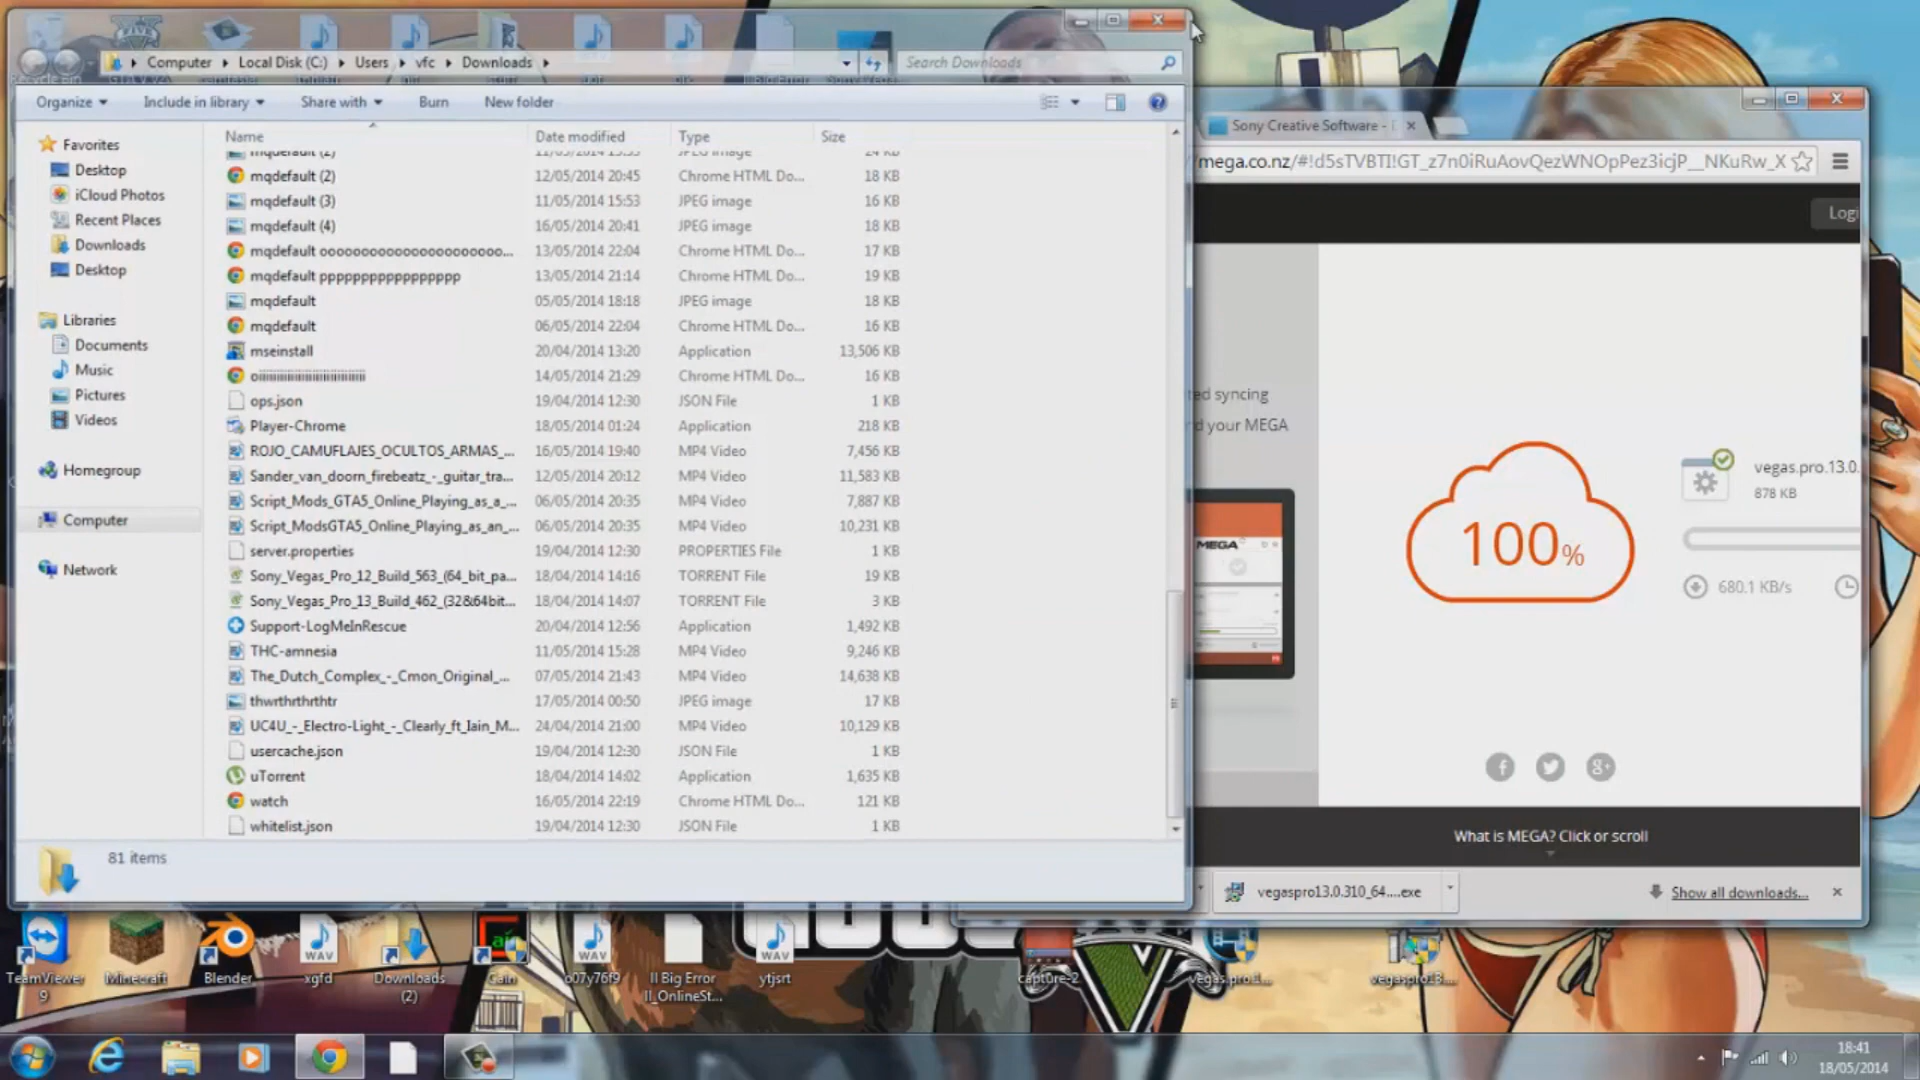 Computer Local Disk (C:) Users vfc Downloads
Search Downloads
Organize Include in library Share with Burn New folder
Name Date modified Type Size
Favorites
Desktop
iCloud Photos
Recent Places
Downloads
Desktop
Libraries
Documents
Music
Pictures
Videos
Homegroup
Computer
Network
mqdefault (2) 12/05/2014 20:45 Chrome HTML Do... 18 KB
mqdefault (3) 11/05/2014 15:53 JPEG image 16 KB
mqdefault (4) 16/05/2014 20:41 JPEG image 18 KB
mqdefault ooooooooooooooooooooooo... 13/05/2014 22:04 Chrome HTML Do... 17 KB
mqdefault pppppppppppppppppp 13/05/2014 21:14 Chrome HTML Do... 19 KB
mqdefault 05/05/2014 18:18 JPEG image 18 KB
mqdefault 06/05/2014 22:04 Chrome HTML Do... 16 KB
mseinstall 20/04/2014 13:20 Application 13,506 KB
14/05/2014 21:29 Chrome HTML Do... 16 KB
ops.json 19/04/2014 12:30 JSON File 1 KB
Player-Chrome 18/05/2014 01:24 Application 218 KB
ROJO_CAMUFLAJES_OCULTOS_ARMAS_... 16/05/2014 19:40 MP4 Video 7,456 KB
Sander_van_doorn_firebeatz_-_guitar_tra... 12/05/2014 20:12 MP4 Video 11,583 KB
Script_Mods_GTA5_Online_Playing_as_a_... 06/05/2014 20:35 MP4 Video 7,887 KB
Script_ModsGTA5_Online_Playing_as_an_... 06/05/2014 20:35 MP4 Video 10,231 KB
server.properties 19/04/2014 12:30 PROPERTIES File 1 KB
Sony_Vegas_Pro_12_Build_563_(64_bit_pa... 18/04/2014 14:16 TORRENT File 19 KB
Sony_Vegas_Pro_13_Build_462_(32&64bit... 18/04/2014 14:07 TORRENT File 3 KB
Support-LogMeInRescue 20/04/2014 12:56 Application 1,492 KB
THC-amnesia 11/05/2014 15:28 MP4 Video 9,246 KB
The_Dutch_Complex_-_Cmon_Original_... 07/05/2014 21:43 MP4 Video 14,638 KB
thwrthrthrthtr 17/05/2014 00:50 JPEG image 17 KB
UC4U_-_Electro-Light_-_Clearly_ft_Iain_M... 24/04/2014 21:00 MP4 Video 10,129 KB
usercache.json 19/04/2014 12:30 JSON File 1 KB
uTorrent 18/04/2014 14:02 Application 1,635 KB
watch 16/05/2014 22:19 Chrome HTML Do... 121 KB
whitelist.json 19/04/2014 12:30 JSON File 1 KB
81 items
Sony Creative Software -
mega.co.nz/#!d5sTVBTI!GT_z7n0iRuAovQezWNOpPez3icjP__NKuRw_X
Logi
ed syncing
d your MEGA
MEGA
100%
vegas.pro.13.0.
878 KB
680.1 KB/s
What is MEGA? Click or scroll
vegaspro13.0.310_64....exe
Show all downloads...
TeamViewer 9
Minecraft
Blender
WAV
xgfd
Downloads (2)
Gain
WAV
o07y76f9
II Big Error II_OnlineSt...
WAV
ytjsrt
capture-2
vegas.pro.1...
vegaspro13....
18:41
18/05/2014